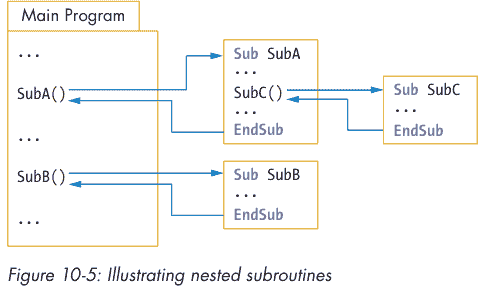 Main Program
...
SubA()
...
SubB()
...
Sub SubA
...
SubC()
...
EndSub
Sub SubC
...
EndSub
Sub SubB
...
EndSub
Figure 10-5: Illustrating nested subroutines